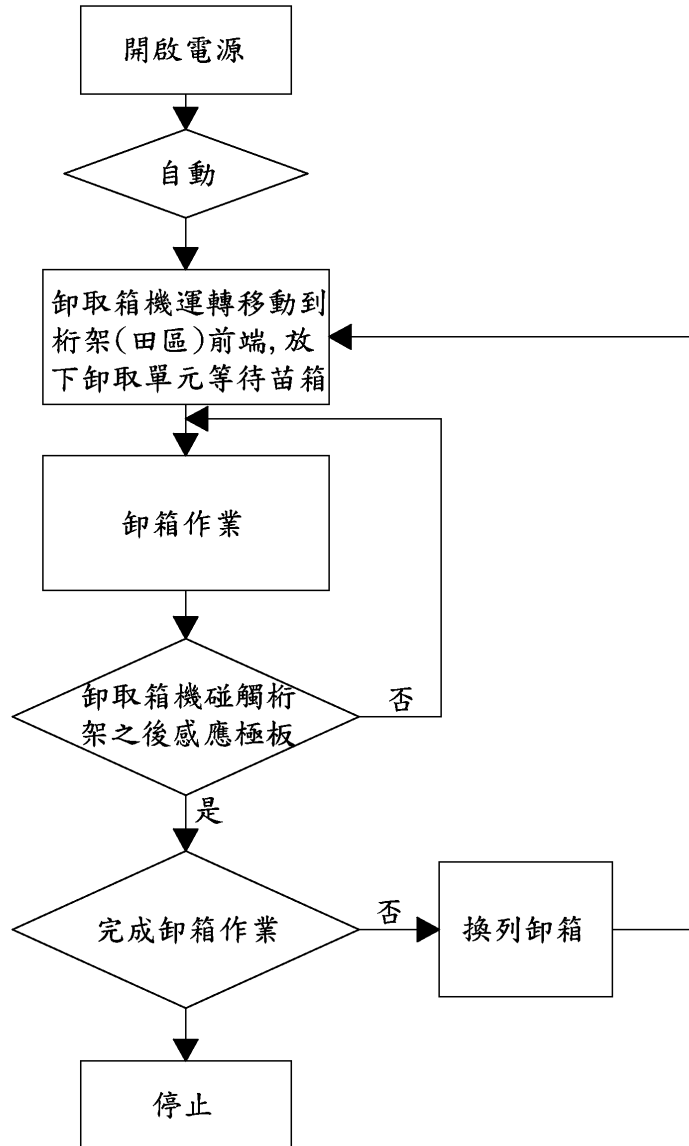 開啟電源
自動
卸取箱機運轉移動到
桁架(田區)前端,放
下卸取單元等待苗箱
卸箱作業
卸取箱機碰觸桁
架之後感應極板
否
是
完成卸箱作業
否
換列卸箱
停止